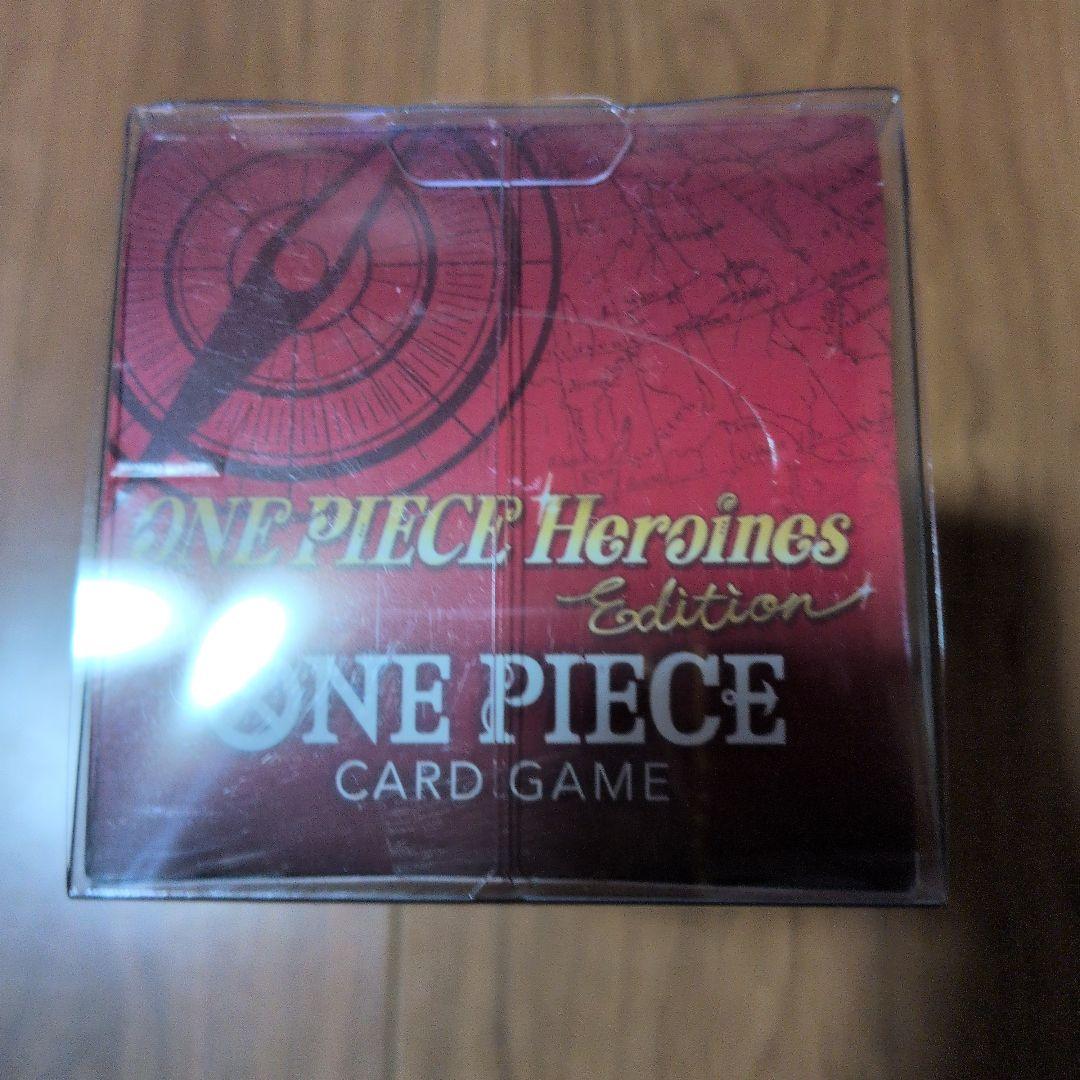 ONE PIECE Heroines
Edition
ONE PIECE
CARD GAME